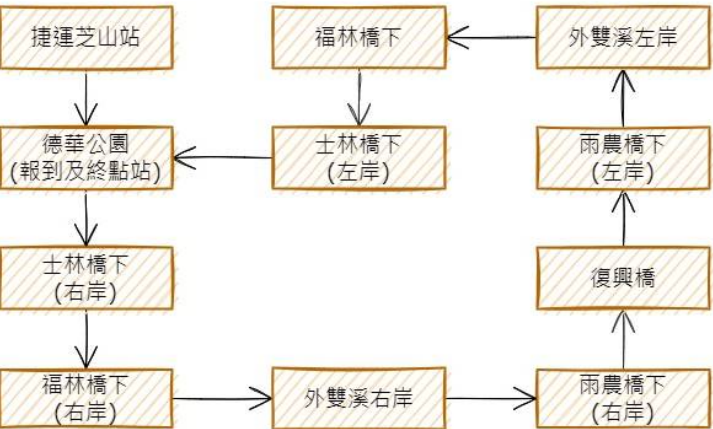 捷運芝山站
福林橋下
外雙溪左岸
德華公園
(報到及終點站)
士林橋下
(左岸)
雨農橋下
(左岸)
士林橋下
(右岸)
復興橋
福林橋下
(右岸)
外雙溪右岸
雨農橋下
(右岸)